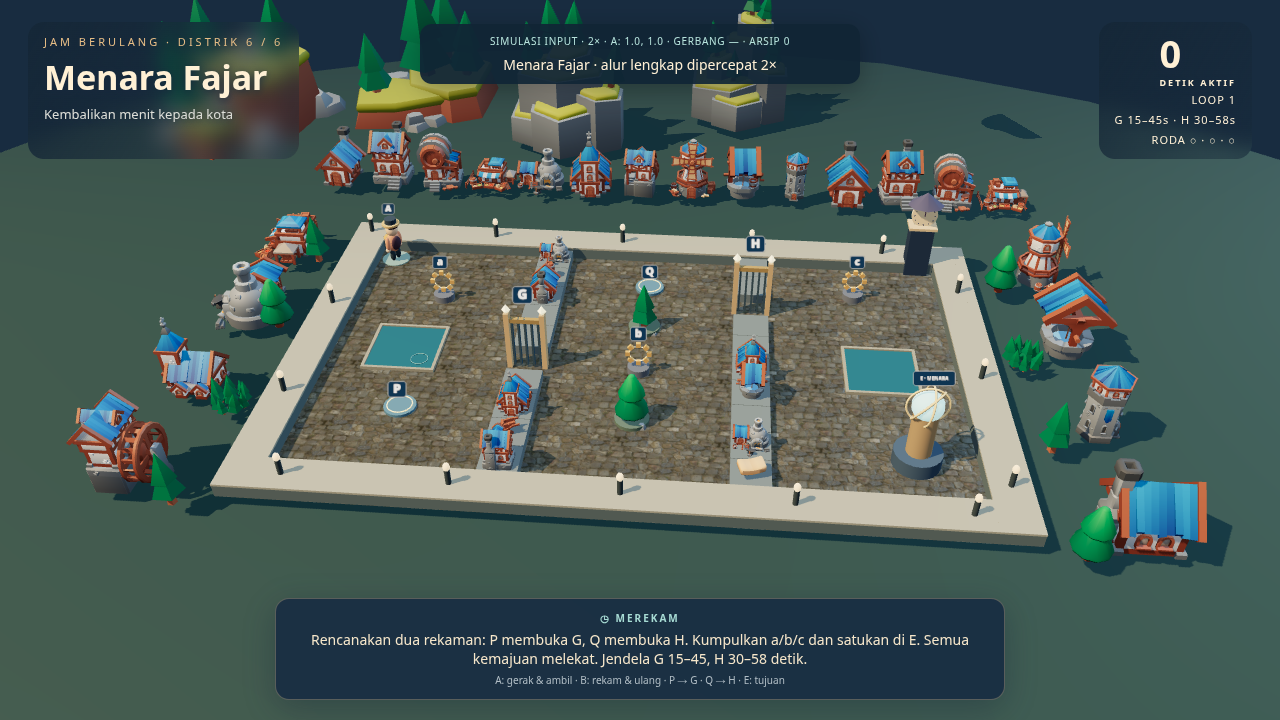 JAM BERULANG · DISTRIK 6 / 6
Menara Fajar
Kembalikan menit kepada kota
SIMULASI INPUT · 2× · A: 1.0, 1.0 · GERBANG — · ARSIP 0
Menara Fajar · alur lengkap dipercepat 2×
0
DETIK AKTIF
LOOP 1
G 15–45s · H 30–58s
RODA ○ · ○ · ○
A
a
G
Q
H
c
b
P
E · MENARA
◷ MEREKAM
Rencanakan dua rekaman: P membuka G, Q membuka H. Kumpulkan a/b/c dan satukan di E. Semua
kemajuan melekat. Jendela G 15–45, H 30–58 detik.
A: gerak & ambil · B: rekam & ulang · P → G · Q → H · E: tujuan